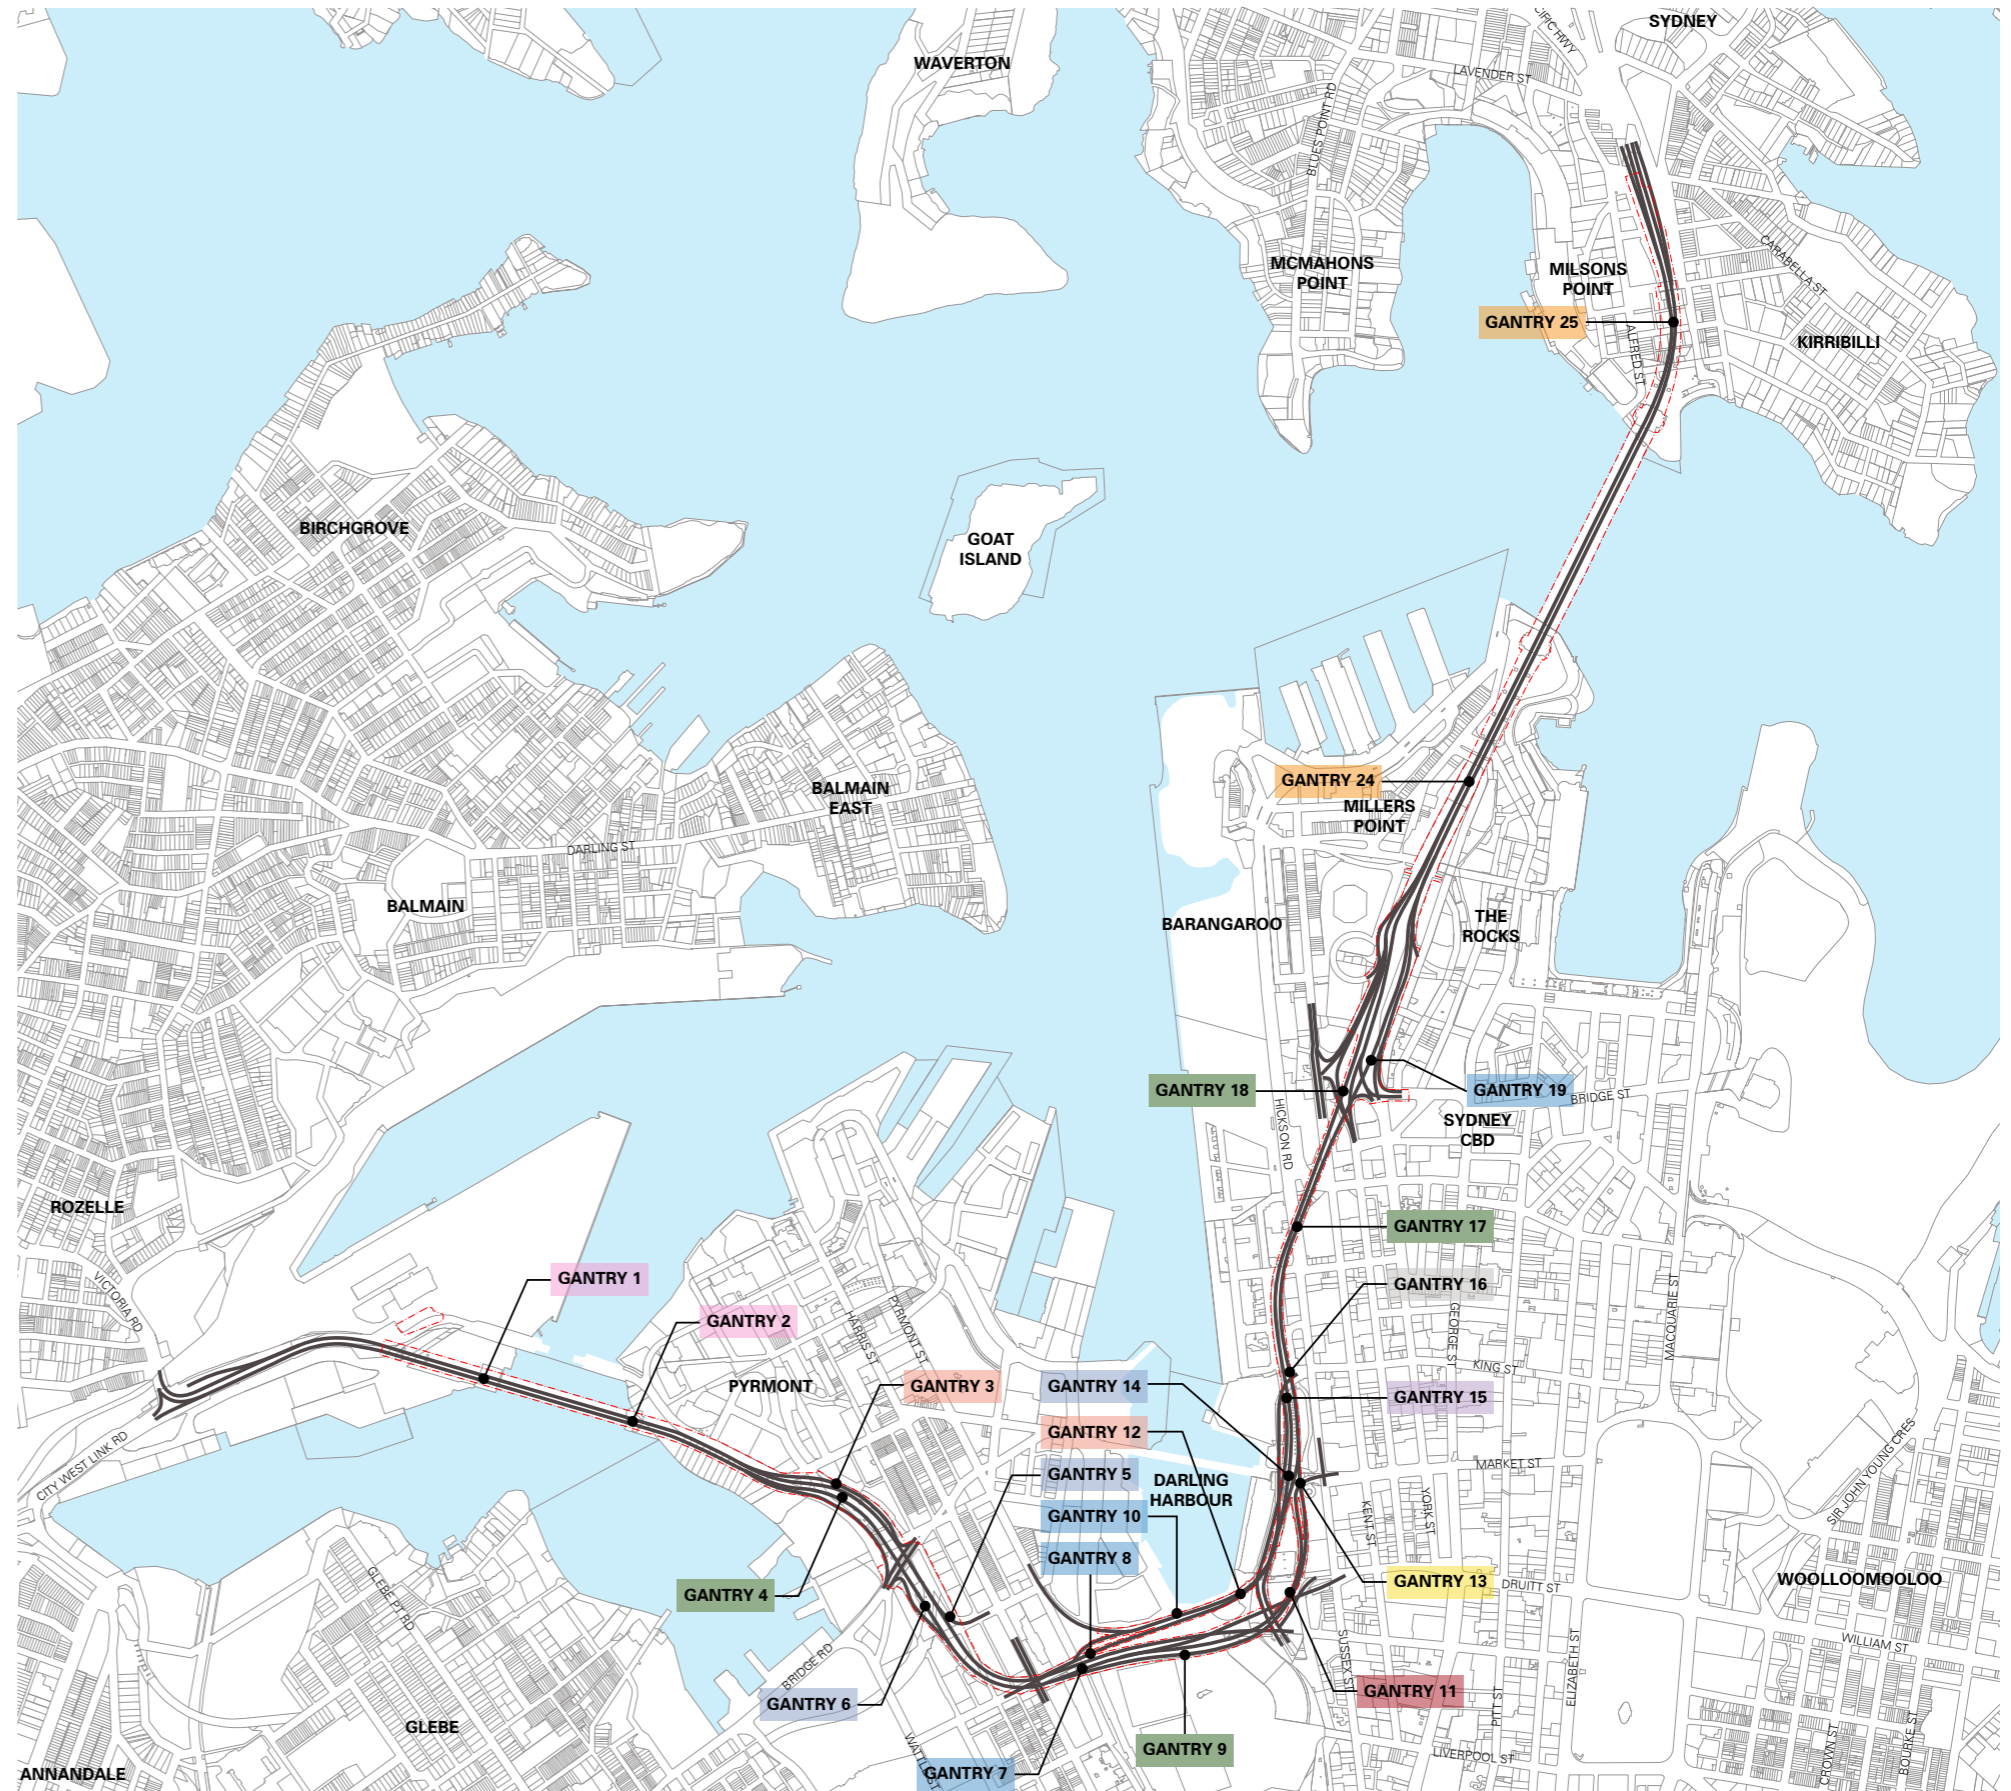 SYDNEY
PACIFIC HWY
WAVERTON
LAVENDER ST
BLUES POINT RD
MCMAHONS
POINT
MILSONS
POINT
CARABELLA ST
GANTRY 25
ALFRED ST
KIRRIBILLI
BIRCHGROVE
GOAT
ISLAND
GANTRY 24
MILLERS
POINT
BALMAIN
EAST
DARLING ST
BALMAIN
BARANGAROO
THE
ROCKS
GANTRY 18
GANTRY 19
BRIDGE ST
SYDNEY
CBD
HICKSON RD
ROZELLE
GANTRY 17
VICTORIA RD
GANTRY 1
GANTRY 16
GANTRY 2
HARRIS ST
PYRMONT ST
GEORGE ST
MACQUARIE ST
KING ST
PYRMONT
GANTRY 3
GANTRY 14
GANTRY 15
GANTRY 12
CITY WEST LINK RD
GANTRY 5
DARLING
HARBOUR
MARKET ST
SIR JOHN YOUNG CRES
GANTRY 10
KENT ST
YORK ST
GANTRY 8
GANTRY 4
GANTRY 13
DRUITT ST
WOOLLOOMOOLOO
GLEBE PT RD
BRIDGE RD
SUSSEX ST
ELIZABETH ST
WILLIAM ST
GANTRY 6
GANTRY 11
PITT ST
GLEBE
WATTLE ST
GANTRY 9
LIVERPOOL ST
CROWN ST
BOURKE ST
ANNANDALE
GANTRY 7